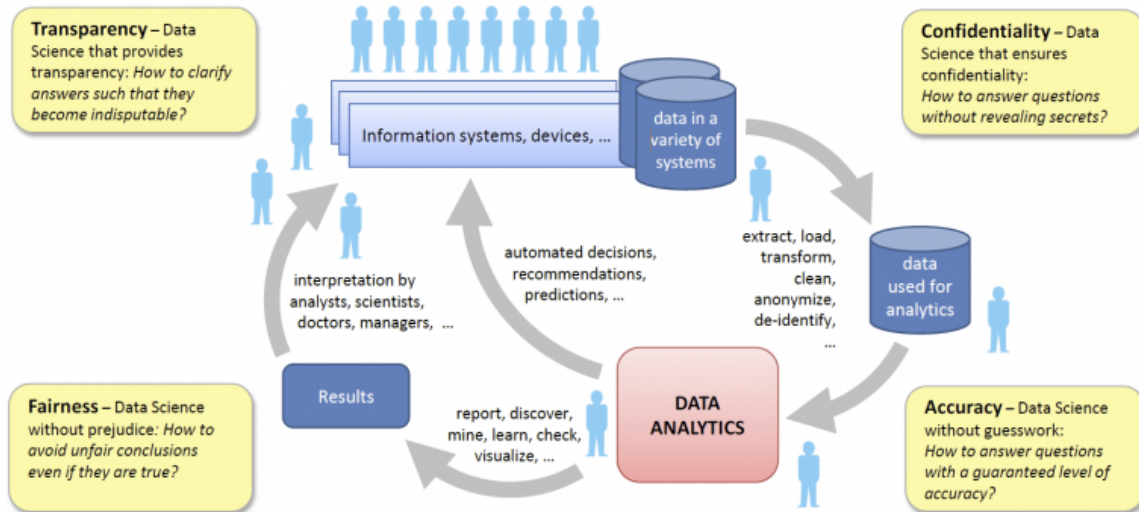 Transparency – Data
Science that provides
transparency: How to clarify
answers such that they
become indisputable?
Confidentiality – Data
Science that ensures
confidentiality:
How to answer questions
without revealing secrets?
Information systems, devices, ...
data in a
variety of
systems
extract, load,
transform,
clean,
anonymize,
de-identify,
...
data
used for
analytics
automated decisions,
recommendations,
predictions, ...
interpretation by
analysts, scientists,
doctors, managers, ...
Results
report, discover,
mine, learn, check,
visualize, ...
DATA
ANALYTICS
Fairness – Data Science
without prejudice: How to
avoid unfair conclusions
even if they are true?
Accuracy – Data Science
without guesswork:
How to answer questions
with a guaranteed level of
accuracy?